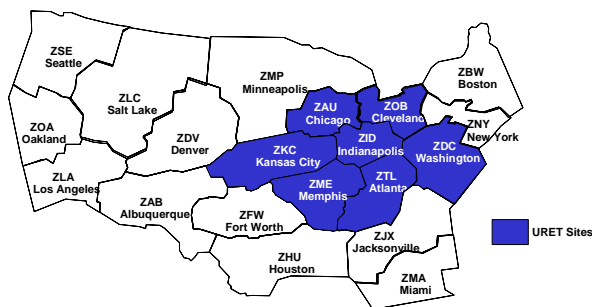 ZSE
Seattle
ZLC
Salt Lake
ZMP
Minneapolis
ZBW
Boston
ZAU
Chicago
ZOB
Cleveland
ZNY
New York
ZOA
Oakland
ZDV
Denver
ZKC
Kansas City
ZID
Indianapolis
ZDC
Washington
ZLA
Los Angeles
ZME
Memphis
ZTL
Atlanta
ZAB
Albuquerque
ZFW
Fort Worth
ZJX
Jacksonville
ZHU
Houston
ZMA
Miami
URET Sites